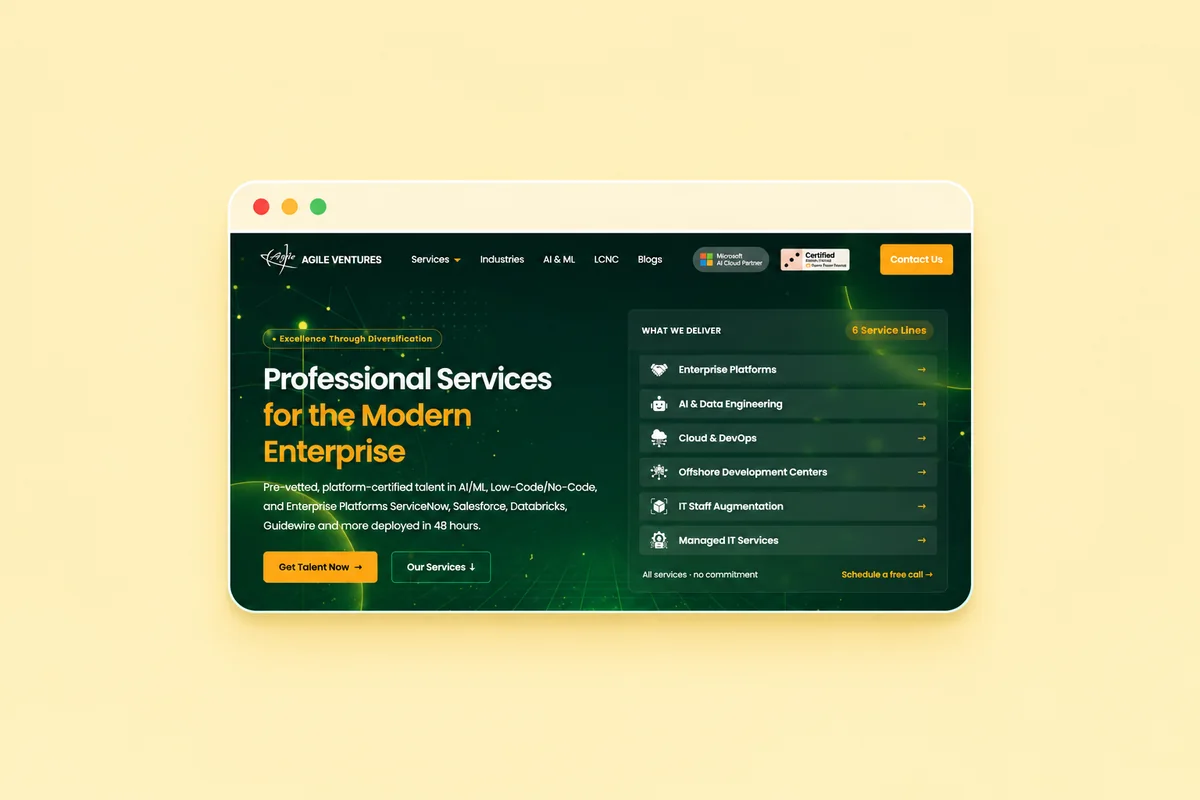 Agile AGILE VENTURES
Services
Industries
AI & ML
LCNC
Blogs
Microsoft
AI Cloud Partner
Certified
Contact Us
• Excellence Through Diversification
Professional Services
for the Modern
Enterprise
Pre-vetted, platform-certified talent in AI/ML, Low-Code/No-Code,
and Enterprise Platforms ServiceNow, Salesforce, Databricks,
Guidewire and more deployed in 48 hours.
Get Talent Now →
Our Services ↓
WHAT WE DELIVER
6 Service Lines
Enterprise Platforms →
AI & Data Engineering →
Cloud & DevOps →
Offshore Development Centers →
IT Staff Augmentation →
Managed IT Services →
All services · no commitment
Schedule a free call →